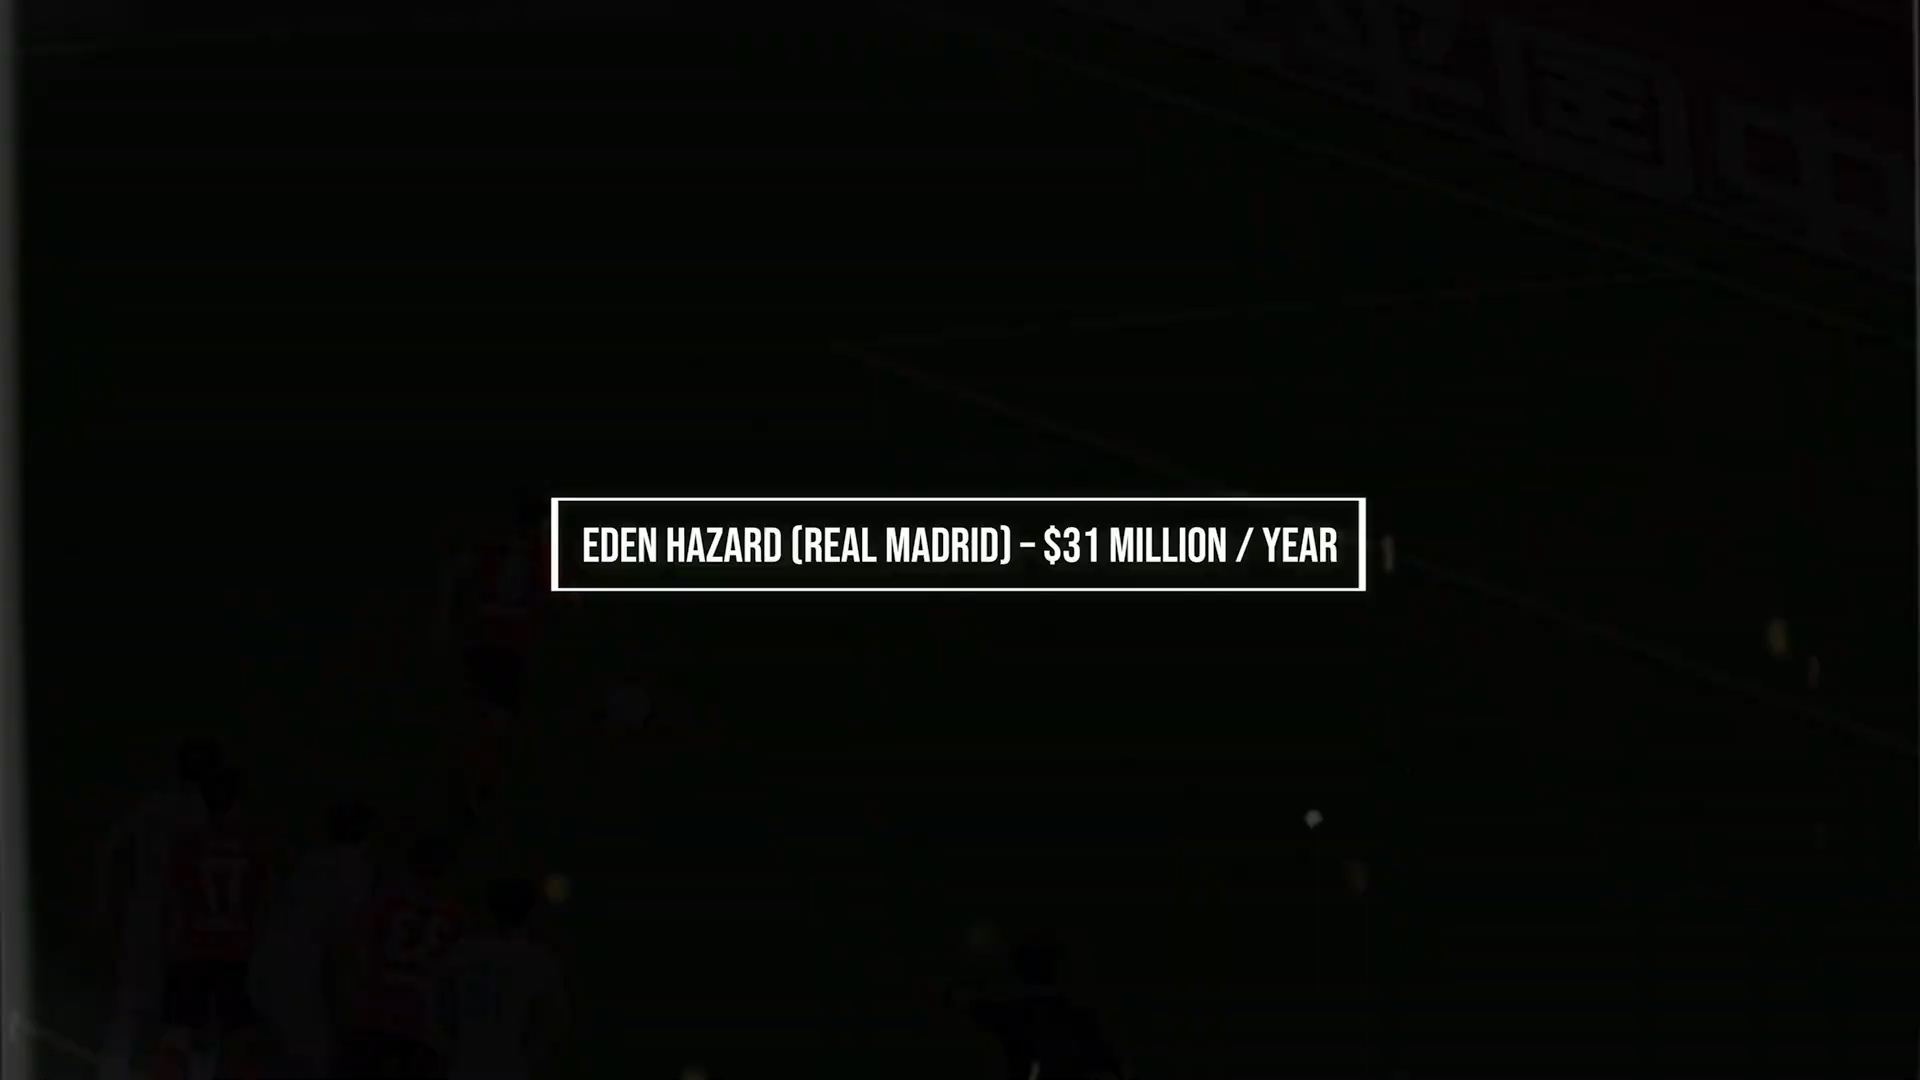 EDEN HAZARD (REAL MADRID) – $31 MILLION / YEAR